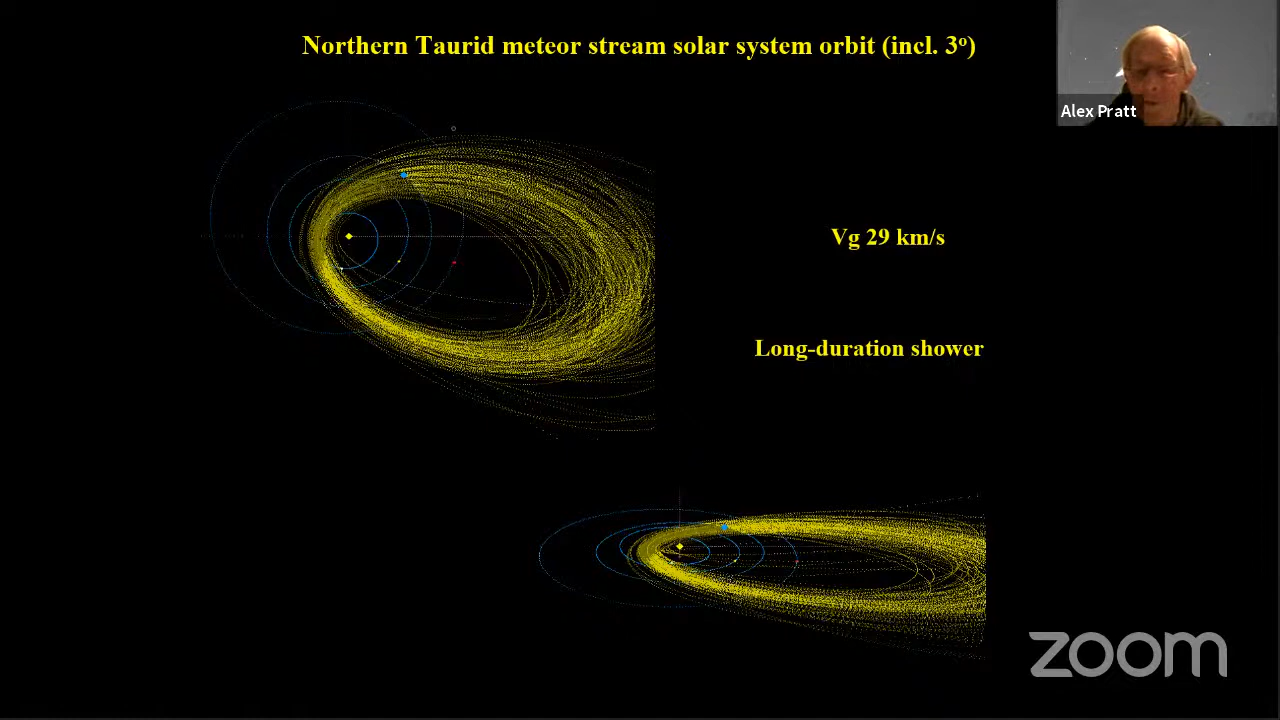 Northern Taurid meteor stream solar system orbit (incl. 3º)
Alex Pratt
Vg 29 km/s
Long-duration shower
zoom